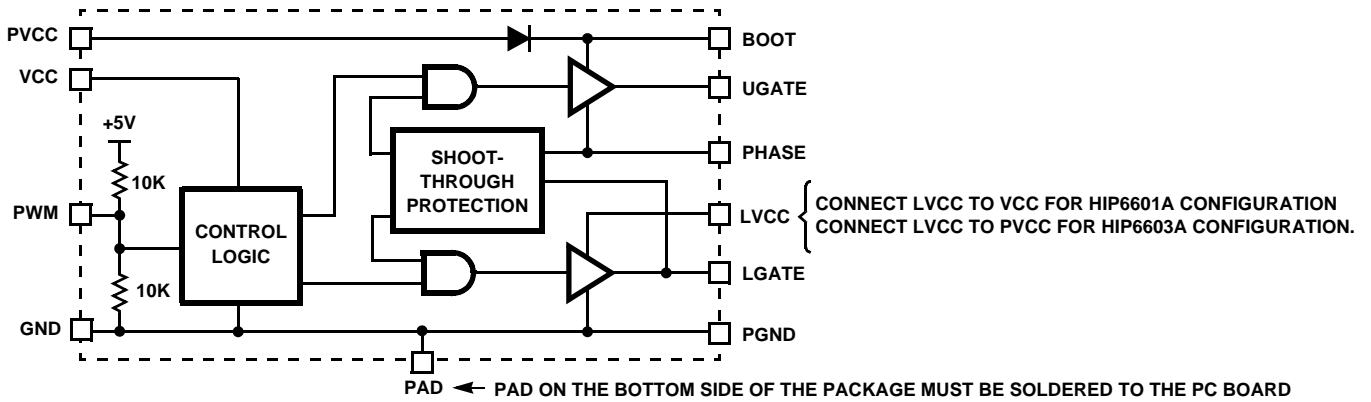 PVCC
BOOT
VCC
UGATE
+5V
10K
SHOOT-
THROUGH
PROTECTION
PHASE
PWM
CONTROL
LOGIC
LVCC
CONNECT LVCC TO VCC FOR HIP6601A CONFIGURATION
CONNECT LVCC TO PVCC FOR HIP6603A CONFIGURATION.
10K
LGATE
GND
PGND
PAD
PAD ON THE BOTTOM SIDE OF THE PACKAGE MUST BE SOLDERED TO THE PC BOARD